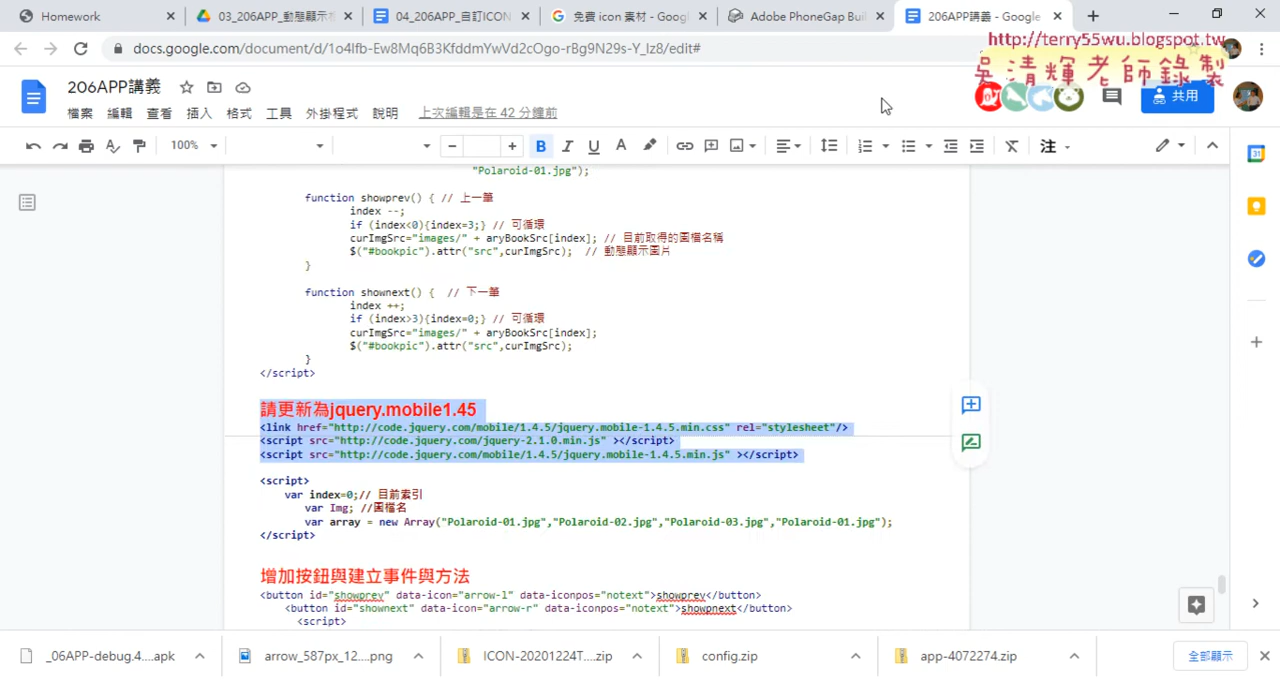 Homework
03_206APP_動態顯示
04_206APP_自訂ICON
免費 icon 素材 - Goog
Adobe PhoneGap Bui
206APP講義 - Google
docs.google.com/document/d/1o4lfb-Ew8Mq6B3KfddmYwVd2cOgo-rBg9N29s-Y_Iz8/edit#
http://terry55wu.blogspot.tw
吳清輝老師錄製
206APP講義
檔案 編輯 查看 插入 格式 工具 外掛程式 說明 上次編輯是在 42 分鐘前
共用
100%
B I U A
注
"Polaroid-01.jpg");
function showprev() { // 上一筆
index --;
if (index<0){index=3;} // 可循環
curImgSrc="images/" + aryBookSrc[index]; // 目前取得的圖檔名稱
$("#bookpic").attr("src",curImgSrc); // 動態顯示圖片
}
function shownext() { // 下一筆
index ++;
if (index>3){index=0;} // 可循環
curImgSrc="images/" + aryBookSrc[index];
$("#bookpic").attr("src",curImgSrc);
}
</script>
請更新為jquery.mobile1.45
<link href="http://code.jquery.com/mobile/1.4.5/jquery.mobile-1.4.5.min.css" rel="stylesheet"/>
<script src="http://code.jquery.com/jquery-2.1.0.min.js" ></script>
<script src="http://code.jquery.com/mobile/1.4.5/jquery.mobile-1.4.5.min.js" ></script>
<script>
var index=0;// 目前索引
var Img; //圖檔名
var array = new Array("Polaroid-01.jpg","Polaroid-02.jpg","Polaroid-03.jpg","Polaroid-01.jpg");
</script>
增加按鈕與建立事件與方法
<button id="showprev" data-icon="arrow-l" data-iconpos="notext">showprev</button>
<button id="shownext" data-icon="arrow-r" data-iconpos="notext">showpnext</button>
<script>
_06APP-debug.4....apk
arrow_587px_12....png
ICON-20201224T....zip
config.zip
app-4072274.zip
全部顯示